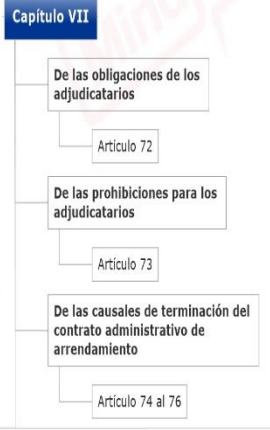 Capítulo VII
De las obligaciones de los
adjudicatarios
Artículo 72
De las prohibiciones para los
adjudicatarios
Artículo 73
De las causales de terminación del
contrato administrativo de
arrendamiento
Artículo 74 al 76